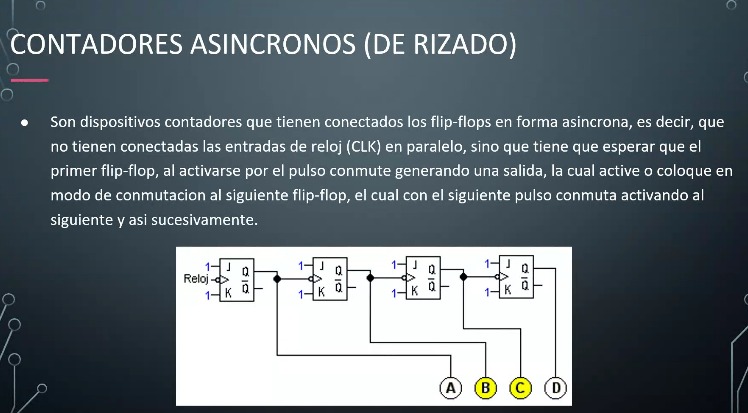 CONTADORES ASINCRONOS (DE RIZADO)
● Son dispositivos contadores que tienen conectados los flip-flops en forma asincrona, es decir, que
no tienen conectadas las entradas de reloj (CLK) en paralelo, sino que tiene que esperar que el
primer flip-flop, al activarse por el pulso conmute generando una salida, la cual active o coloque en
modo de conmutacion al siguiente flip-flop, el cual con el siguiente pulso conmuta activando al
siguiente y asi sucesivamente.
1 J Q 1 J Q 1 J Q 1 J Q
Reloj
1 K Q̅ 1 K Q̅ 1 K Q̅ 1 K Q̅
A B C D